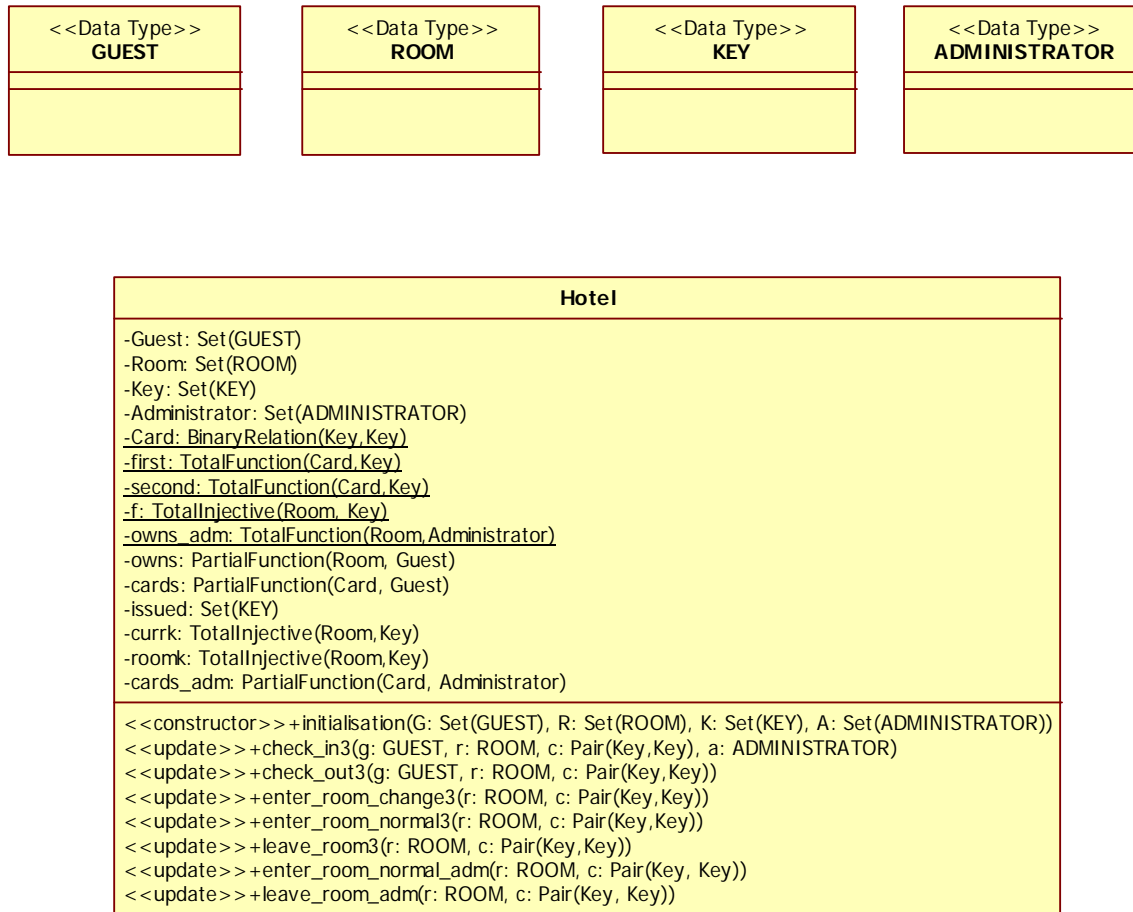 <<Data Type>>
GUEST
<<Data Type>>
ROOM
<<Data Type>>
KEY
<<Data Type>>
ADMINISTRATOR
Hotel
-Guest: Set(GUEST)
-Room: Set(ROOM)
-Key: Set(KEY)
-Administrator: Set(ADMINISTRATOR)
-Card: BinaryRelation(Key,Key)
-first: TotalFunction(Card,Key)
-second: TotalFunction(Card,Key)
-f: TotalInjective(Room, Key)
-owns_adm: TotalFunction(Room,Administrator)
-owns: PartialFunction(Room, Guest)
-cards: PartialFunction(Card, Guest)
-issued: Set(KEY)
-currk: TotalInjective(Room,Key)
-roomk: TotalInjective(Room,Key)
-cards_adm: PartialFunction(Card, Administrator)
<<constructor>>+initialisation(G: Set(GUEST), R: Set(ROOM), K: Set(KEY), A: Set(ADMINISTRATOR))
<<update>>+check_in3(g: GUEST, r: ROOM, c: Pair(Key,Key), a: ADMINISTRATOR)
<<update>>+check_out3(g: GUEST, r: ROOM, c: Pair(Key,Key))
<<update>>+enter_room_change3(r: ROOM, c: Pair(Key,Key))
<<update>>+enter_room_normal3(r: ROOM, c: Pair(Key,Key))
<<update>>+leave_room3(r: ROOM, c: Pair(Key,Key))
<<update>>+enter_room_normal_adm(r: ROOM, c: Pair(Key, Key))
<<update>>+leave_room_adm(r: ROOM, c: Pair(Key, Key))